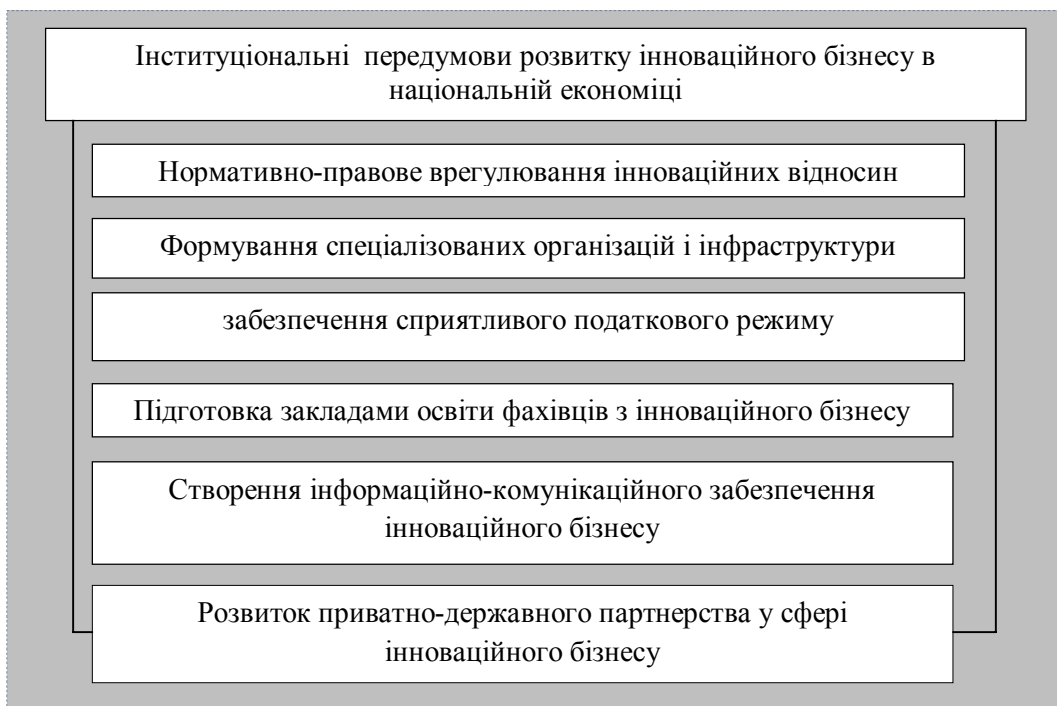 Інституціональні передумови розвитку інноваційного бізнесу в
національній економіці
Нормативно-правове врегулювання інноваційних відносин
Формування спеціалізованих організацій і інфраструктури
забезпечення сприятливого податкового режиму
Підготовка закладами освіти фахівців з інноваційного бізнесу
Створення інформаційно-комунікаційного забезпечення
інноваційного бізнесу
Розвиток приватно-державного партнерства у сфері
інноваційного бізнесу